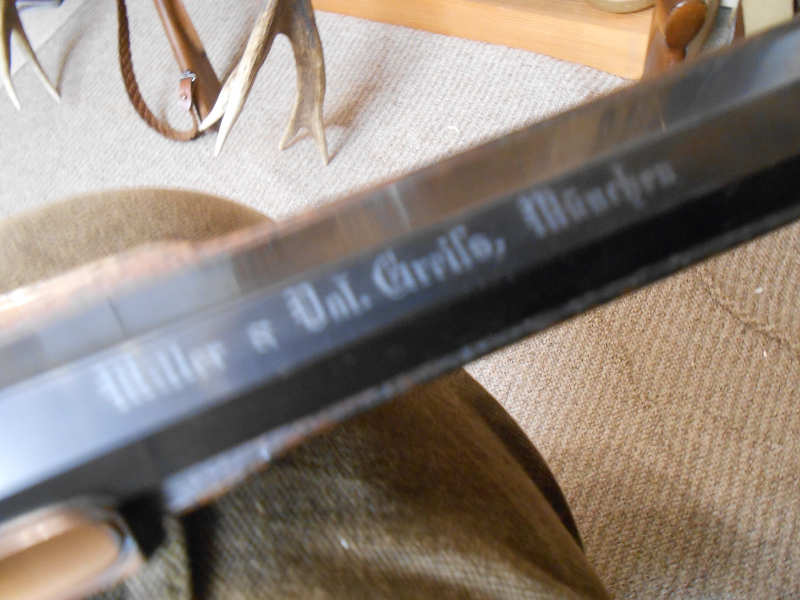 Miller & Val. Greiss, München